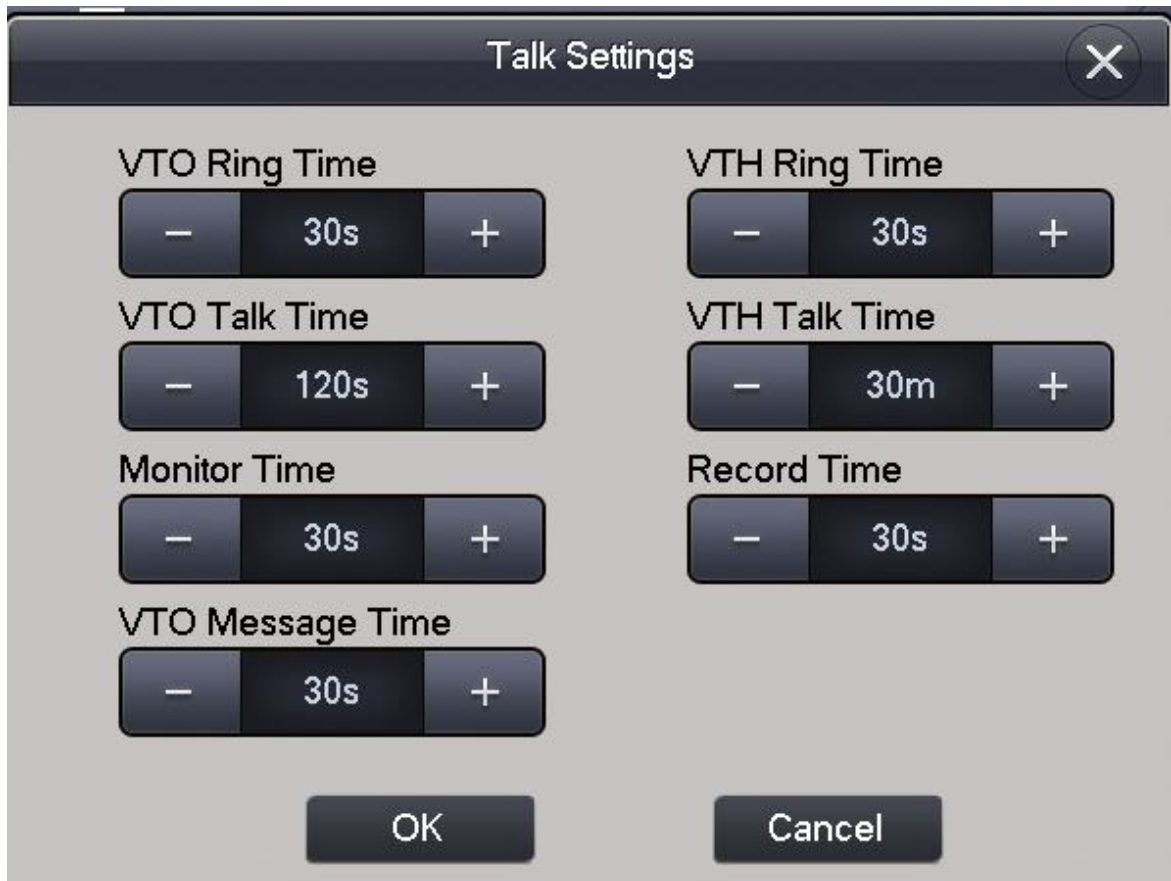 Talk Settings
VTO Ring Time
VTH Ring Time
− 30s +
− 30s +
VTO Talk Time
VTH Talk Time
− 120s +
− 30m +
Monitor Time
Record Time
− 30s +
− 30s +
VTO Message Time
− 30s +
OK
Cancel